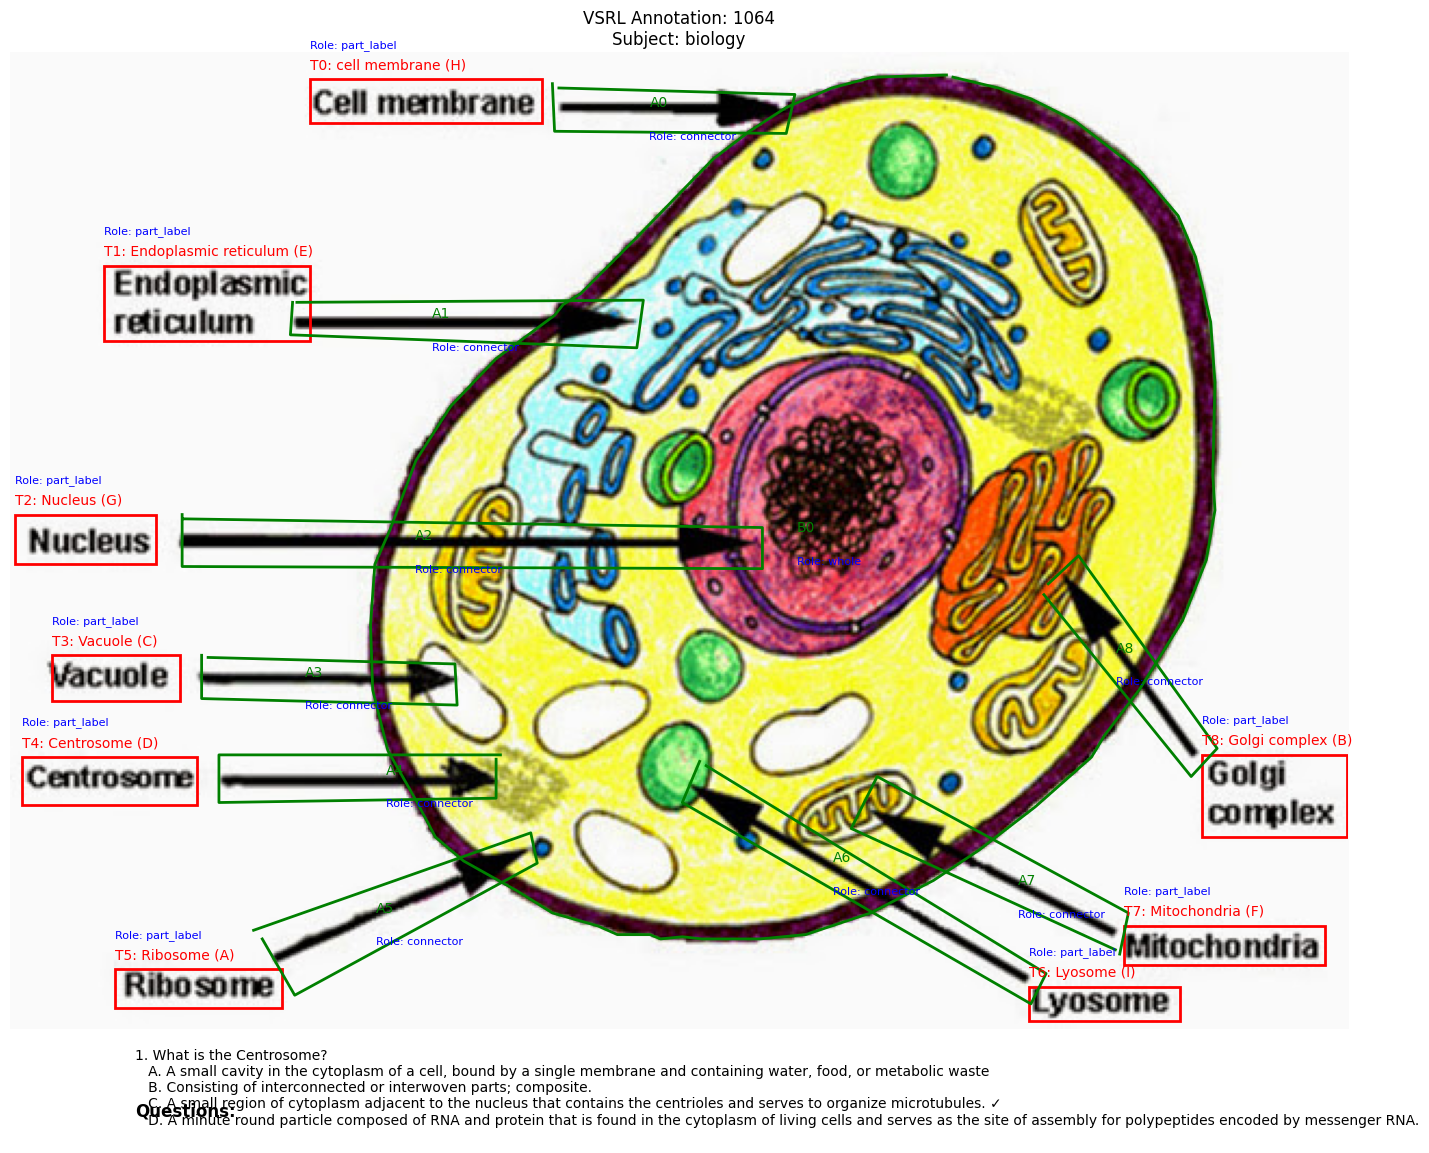 VSRL Annotation: 1064
Subject: biology
Role: part_label
T0: cell membrane (H)
Cell membrane
A0
Role: connector
Role: part_label
T1: Endoplasmic reticulum (E)
Endoplasmic
reticulum
A1
Role: connector
Role: part_label
T2: Nucleus (G)
Nucleus
A2
Role: connector
B0
Role: whole
Role: part_label
T3: Vacuole (C)
Vacuole
A3
Role: connector
Role: part_label
T4: Centrosome (D)
Centrosome
A4
Role: connector
A8
Role: connector
Role: part_label
T8: Golgi complex (B)
Golgi
complex
Role: part_label
T5: Ribosome (A)
Ribosome
A5
Role: connector
A6
Role: connector
A7
Role: connector
Role: part_label
T7: Mitochondria (F)
Mitochondria
Role: part_label
T6: Lyosome (I)
Lyosome
1. What is the Centrosome?
A. A small cavity in the cytoplasm of a cell, bound by a single membrane and containing water, food, or metabolic waste
B. Consisting of interconnected or interwoven parts; composite.
C. A small region of cytoplasm adjacent to the nucleus that contains the centrioles and serves to organize microtubules. ✓
Questions:
D. A minute round particle composed of RNA and protein that is found in the cytoplasm of living cells and serves as the site of assembly for polypeptides encoded by messenger RNA.